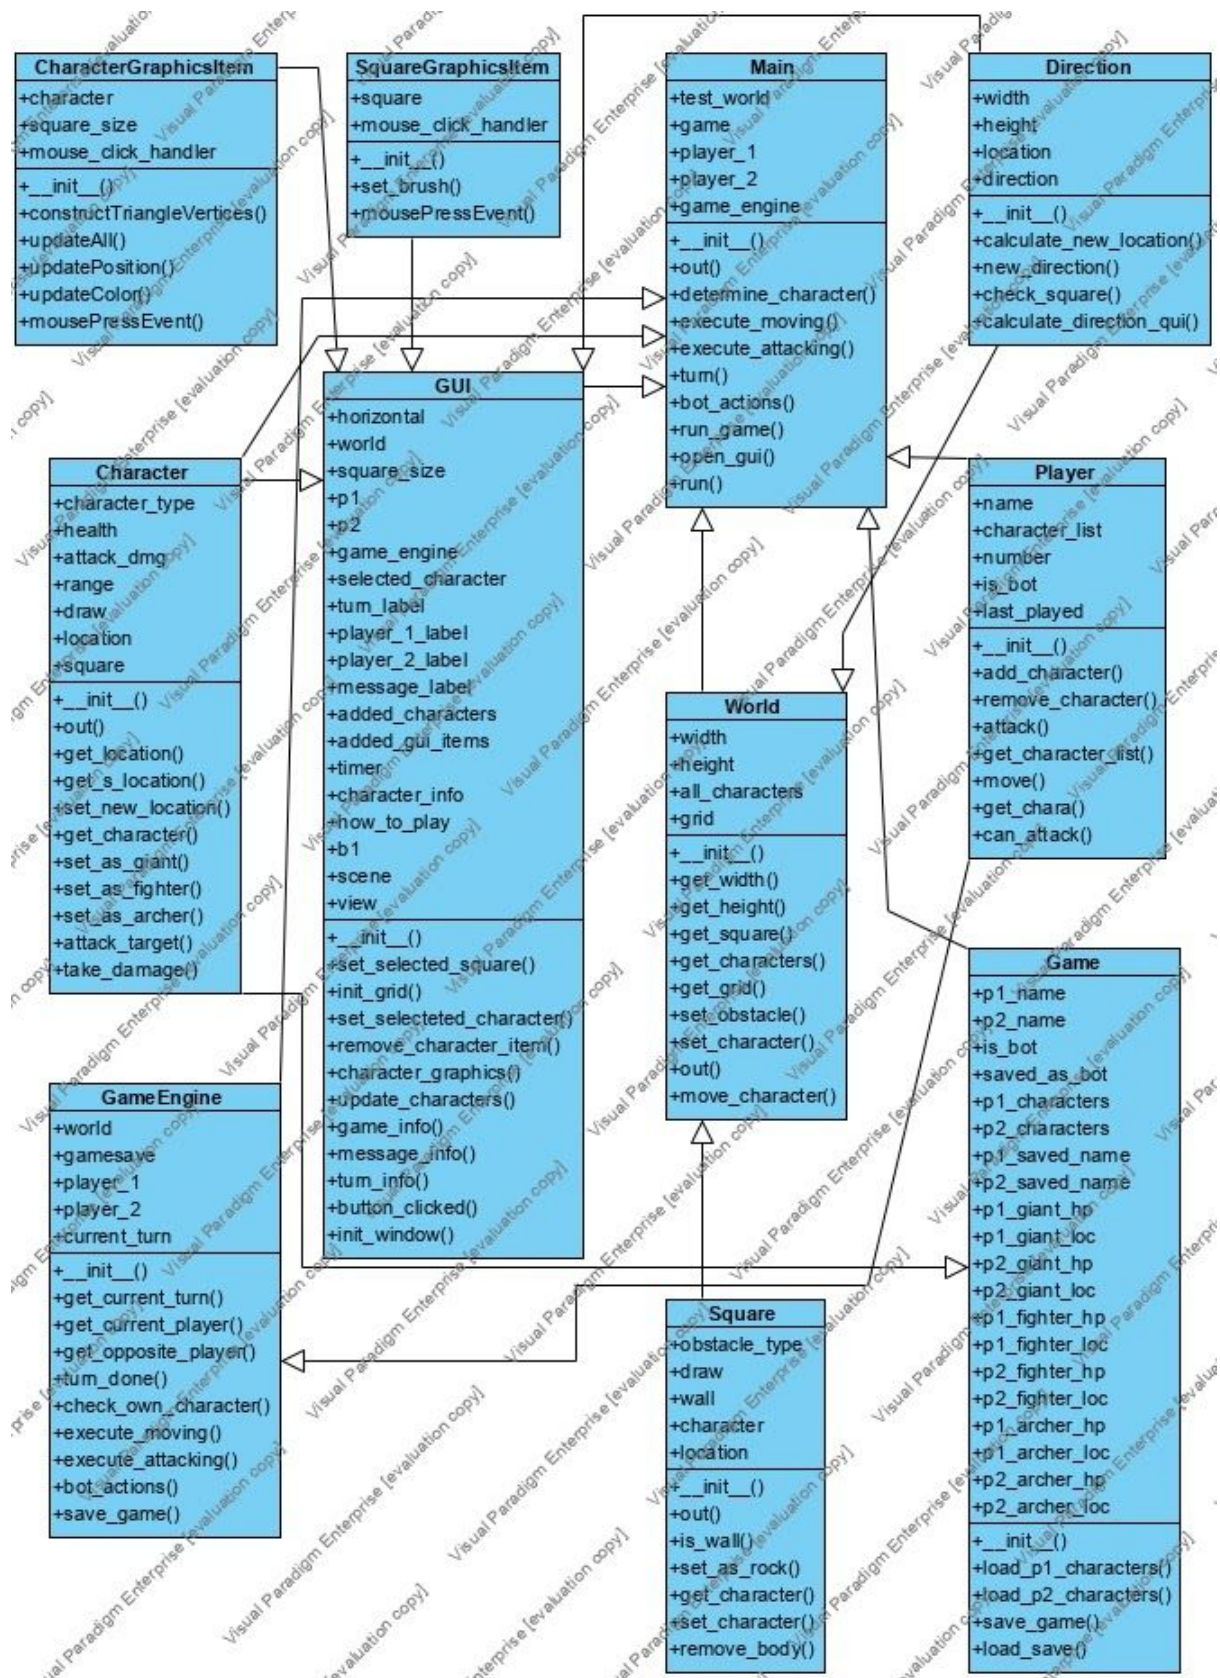 CharacterGraphicsItem
+character
+square_size
+mouse_click_handler
+__init__()
+constructTriangleVertices()
+updateAll()
+updatePosition()
+updateColor()
+mousePressEvent()
SquareGraphicsItem
+square
+mouse_click_handler
+__init__()
+set_brush()
+mousePressEvent()
Main
+test_world
+game
+player_1
+player_2
+game_engine
+__init__()
+out()
+determine_character()
+execute_moving()
+execute_attacking()
+turn()
+bot_actions()
+run_game()
+open_gui()
+run()
Direction
+width
+height
+location
+direction
+__init__()
+calculate_new_location()
+new_direction()
+check_square()
+calculate_direction_qui()
GUI
+horizontal
+world
+square_size
+p1
+p2
+game_engine
+selected_character
+turn_label
+player_1_label
+player_2_label
+message_label
+added_characters
+added_gui_items
+timer
+character_info
+how_to_play
+b1
+scene
+view
+__init__()
+set_selected_square()
+init_grid()
+set_selecteted_character()
+remove_character_item()
+character_graphics()
+update_characters()
+game_info()
+message_info()
+turn_info()
+button_clicked()
+init_window()
Character
+character_type
+health
+attack_dmg
+range
+draw
+location
+square
+__init__()
+out()
+get_location()
+get_s_location()
+set_new_location()
+get_character()
+set_as_giant()
+set_as_fighter()
+set_as_archer()
+attack_target()
+take_damage()
Player
+name
+character_list
+number
+is_bot
+last_played
+__init__()
+add_character()
+remove_character()
+attack()
+get_character_list()
+move()
+get_chara()
+can_attack()
World
+width
+height
+all_characters
+grid
+__init__()
+get_width()
+get_height()
+get_square()
+get_characters()
+get_grid()
+set_obstacle()
+set_character()
+out()
+move_character()
Game
+p1_name
+p2_name
+is_bot
+saved_as_bot
+p1_characters
+p2_characters
+p1_saved_name
+p2_saved_name
+p1_giant_hp
+p1_giant_loc
+p2_giant_hp
+p2_giant_loc
+p1_fighter_hp
+p1_fighter_loc
+p2_fighter_hp
+p2_fighter_loc
+p1_archer_hp
+p1_archer_loc
+p2_archer_hp
+p2_archer_loc
+__init__()
+load_p1_characters()
+load_p2_characters()
+save_game()
+load_save()
GameEngine
+world
+gamesave
+player_1
+player_2
+current_turn
+__init__()
+get_current_turn()
+get_current_player()
+get_opposite_player()
+turn_done()
+check_own_character()
+execute_moving()
+execute_attacking()
+bot_actions()
+save_game()
Square
+obstacle_type
+draw
+wall
+character
+location
+__init__()
+out()
+is_wall()
+set_as_rock()
+get_character()
+set_character()
+remove_body()
Visual Paradigm Enterprise [evaluation copy]